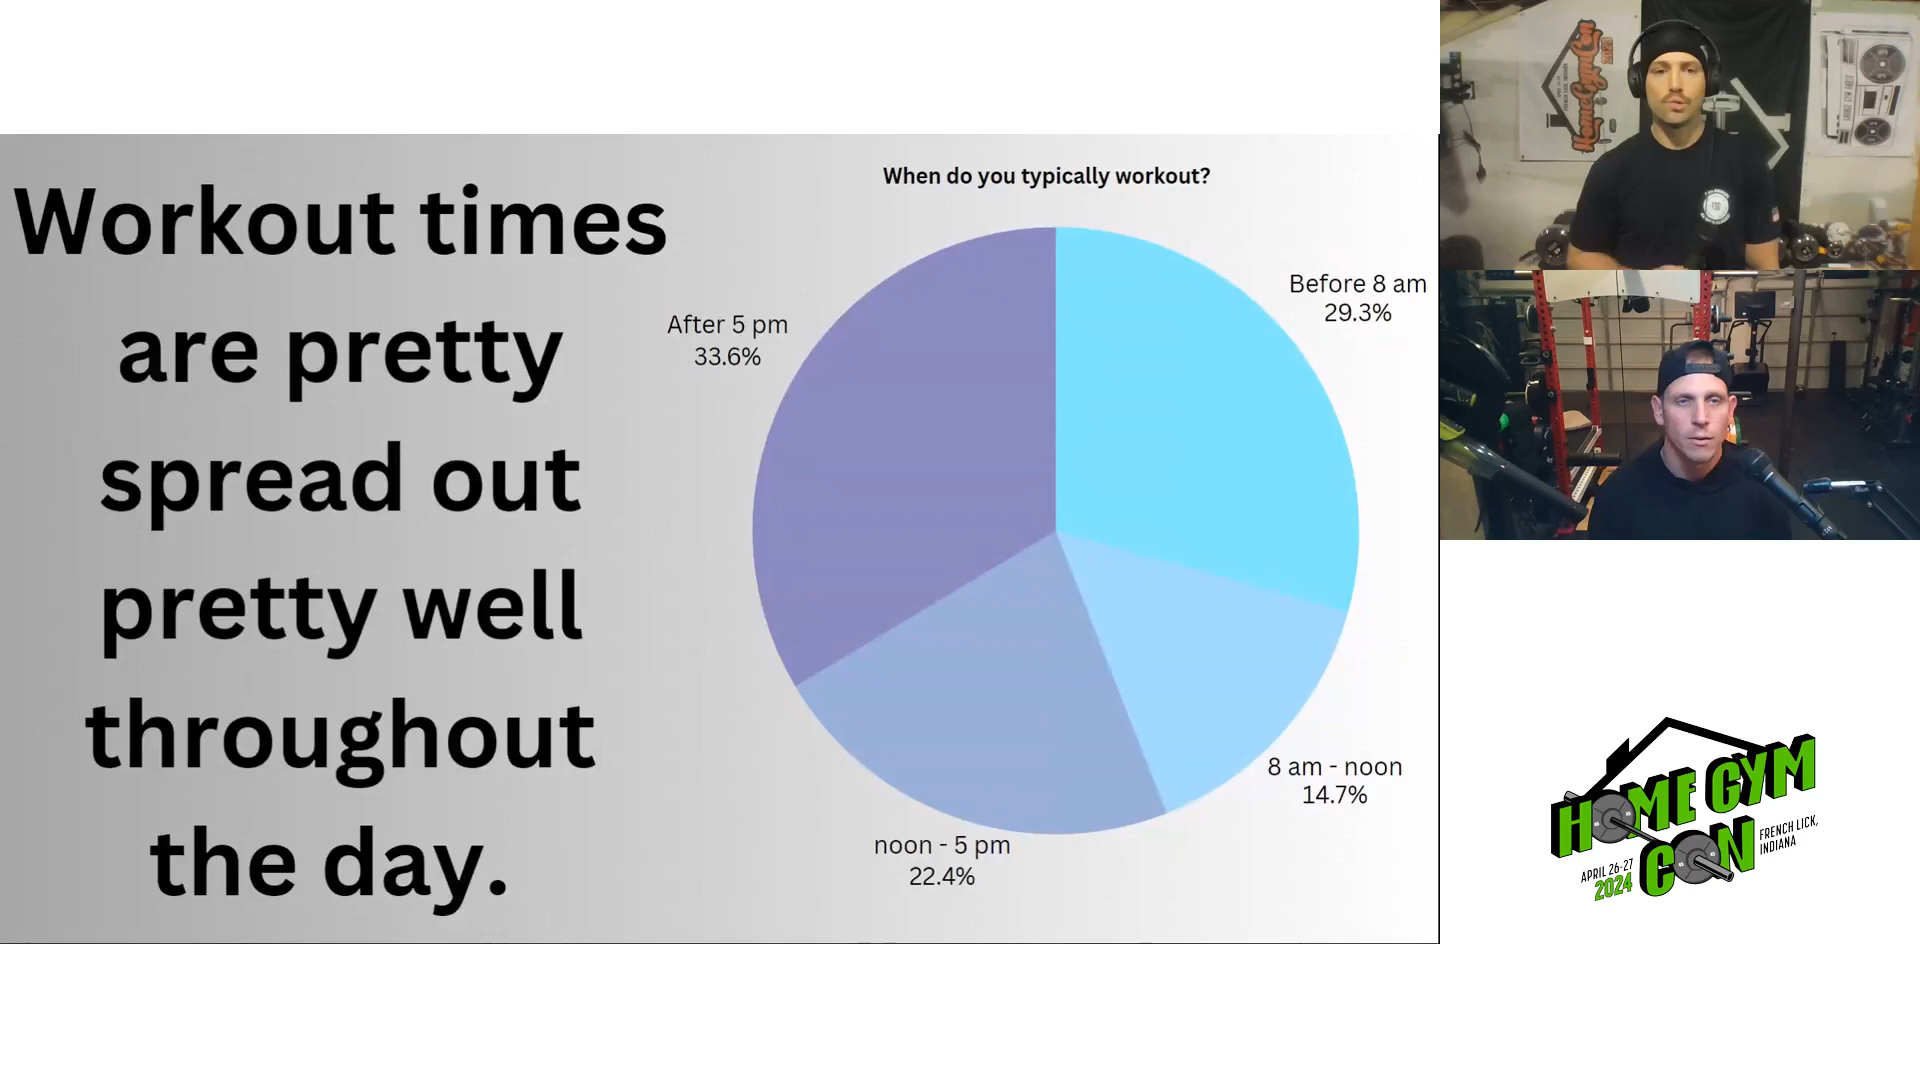 Workout times
are pretty
spread out
pretty well
throughout
the day.
When do you typically workout?
Before 8 am
29.3%
After 5 pm
33.6%
8 am - noon
14.7%
noon - 5 pm
22.4%
HomeGymCon
HOME GYM
CON
FRENCH LICK,
INDIANA
APRIL 26-27
2024